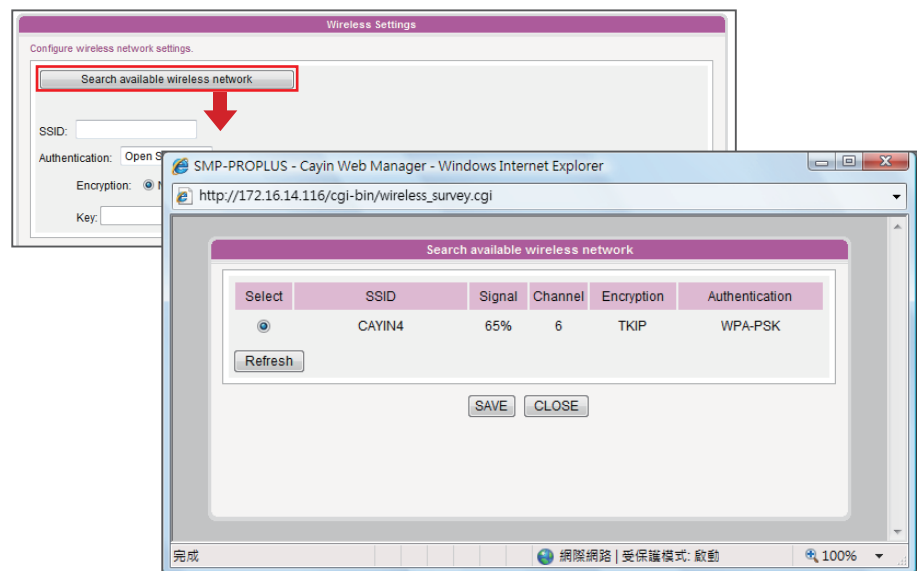 Wireless Settings
Configure wireless network settings.
Search available wireless network
SSID:
Authentication: Open S
Encryption:
Key:
SMP-PROPLUS - Cayin Web Manager - Windows Internet Explorer
http://172.16.14.116/cgi-bin/wireless_survey.cgi
Search available wireless network
Select SSID Signal Channel Encryption Authentication
CAYIN4 65% 6 TKIP WPA-PSK
Refresh
SAVE CLOSE
完成 網際網路 | 受保護模式: 啟動 100%